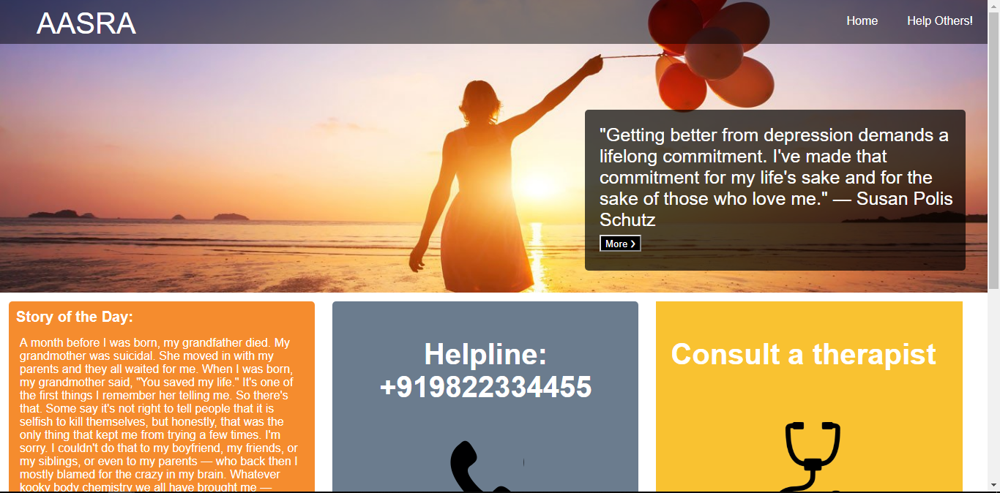 AASRA
Home
Help Others!
"Getting better from depression demands a
lifelong commitment. I've made that
commitment for my life's sake and for the
sake of those who love me." — Susan Polis
Schutz
More
Story of the Day:
A month before I was born, my grandfather died. My
grandmother was suicidal. She moved in with my
parents and they all waited for me. When I was born,
my grandmother said, "You saved my life." It's one of
the first things I remember her telling me. So there's
that. Some say it's not right to tell people that it is
selfish to kill themselves, but honestly, that was the
only thing that kept me from trying a few times. I'm
sorry. I couldn't do that to my boyfriend, my friends, or
my siblings, or even to my parents — who back then I
mostly blamed for the crazy in my brain. Whatever
kooky body chemistry we all have brought me —
Helpline:
+919822334455
Consult a therapist